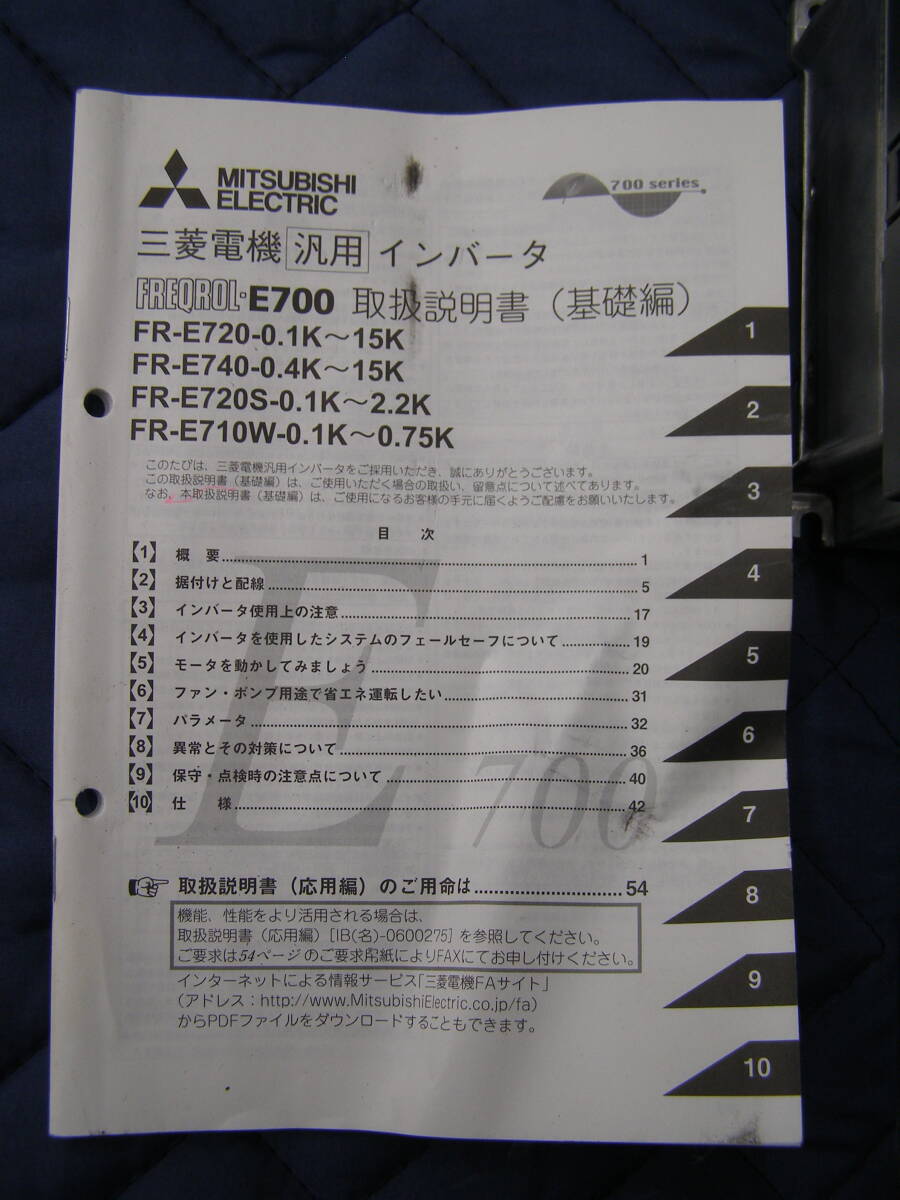 MITSUBISHI
ELECTRIC
700 series
三菱電機 汎用 インバータ
FREQROL-E700 取扱説明書（基礎編）
FR-E720-0.1K～15K
FR-E740-0.4K～15K
FR-E720S-0.1K～2.2K
FR-E710W-0.1K～0.75K
このたびは、三菱電機汎用インバータをご採用いただき、誠にありがとうございます。
この取扱説明書（基礎編）は、ご使用いただく場合の取扱い、留意点について述べてあります。
なお、本取扱説明書（基礎編）は、ご使用になるお客様の手元に届くようご配慮をお願いいたします。
目 次
【1】 概 要 1
【2】 据付けと配線 5
【3】 インバータ使用上の注意 17
【4】 インバータを使用したシステムのフェールセーフについて 19
【5】 モータを動かしてみましょう 20
【6】 ファン・ポンプ用途で省エネ運転したい 31
【7】 パラメータ 32
【8】 異常とその対策について 36
【9】 保守・点検時の注意点について 40
【10】 仕 様 42
E 700
取扱説明書（応用編）のご用命は 54
機能、性能をより活用される場合は、
取扱説明書（応用編）[IB(名)-0600275] を参照してください。
ご要求は54ページのご要求用紙によりFAXにてお申し付けください。
インターネットによる情報サービス「三菱電機FAサイト」
（アドレス：http://www.MitsubishiElectric.co.jp/fa）
からPDFファイルをダウンロードすることもできます。
1
2
3
4
5
6
7
8
9
10